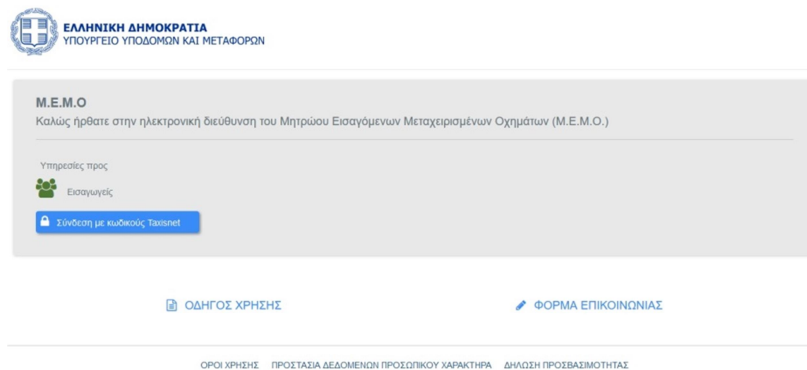 ΕΛΛΗΝΙΚΗ ΔΗΜΟΚΡΑΤΙΑ
ΥΠΟΥΡΓΕΙΟ ΥΠΟΔΟΜΩΝ ΚΑΙ ΜΕΤΑΦΟΡΩΝ
Μ.Ε.Μ.Ο
Καλώς ήρθατε στην ηλεκτρονική διεύθυνση του Μητρώου Εισαγόμενων Μεταχειρισμένων Οχημάτων (Μ.Ε.Μ.Ο.)
Υπηρεσίες προς
Εισαγωγείς
Σύνδεση με κωδικούς Taxisnet
ΟΔΗΓΟΣ ΧΡΗΣΗΣ ΦΟΡΜΑ ΕΠΙΚΟΙΝΩΝΙΑΣ
ΟΡΟΙ ΧΡΗΣΗΣ ΠΡΟΣΤΑΣΙΑ ΔΕΔΟΜΕΝΩΝ ΠΡΟΣΩΠΙΚΟΥ ΧΑΡΑΚΤΗΡΑ ΔΗΛΩΣΗ ΠΡΟΣΒΑΣΙΜΟΤΗΤΑΣ